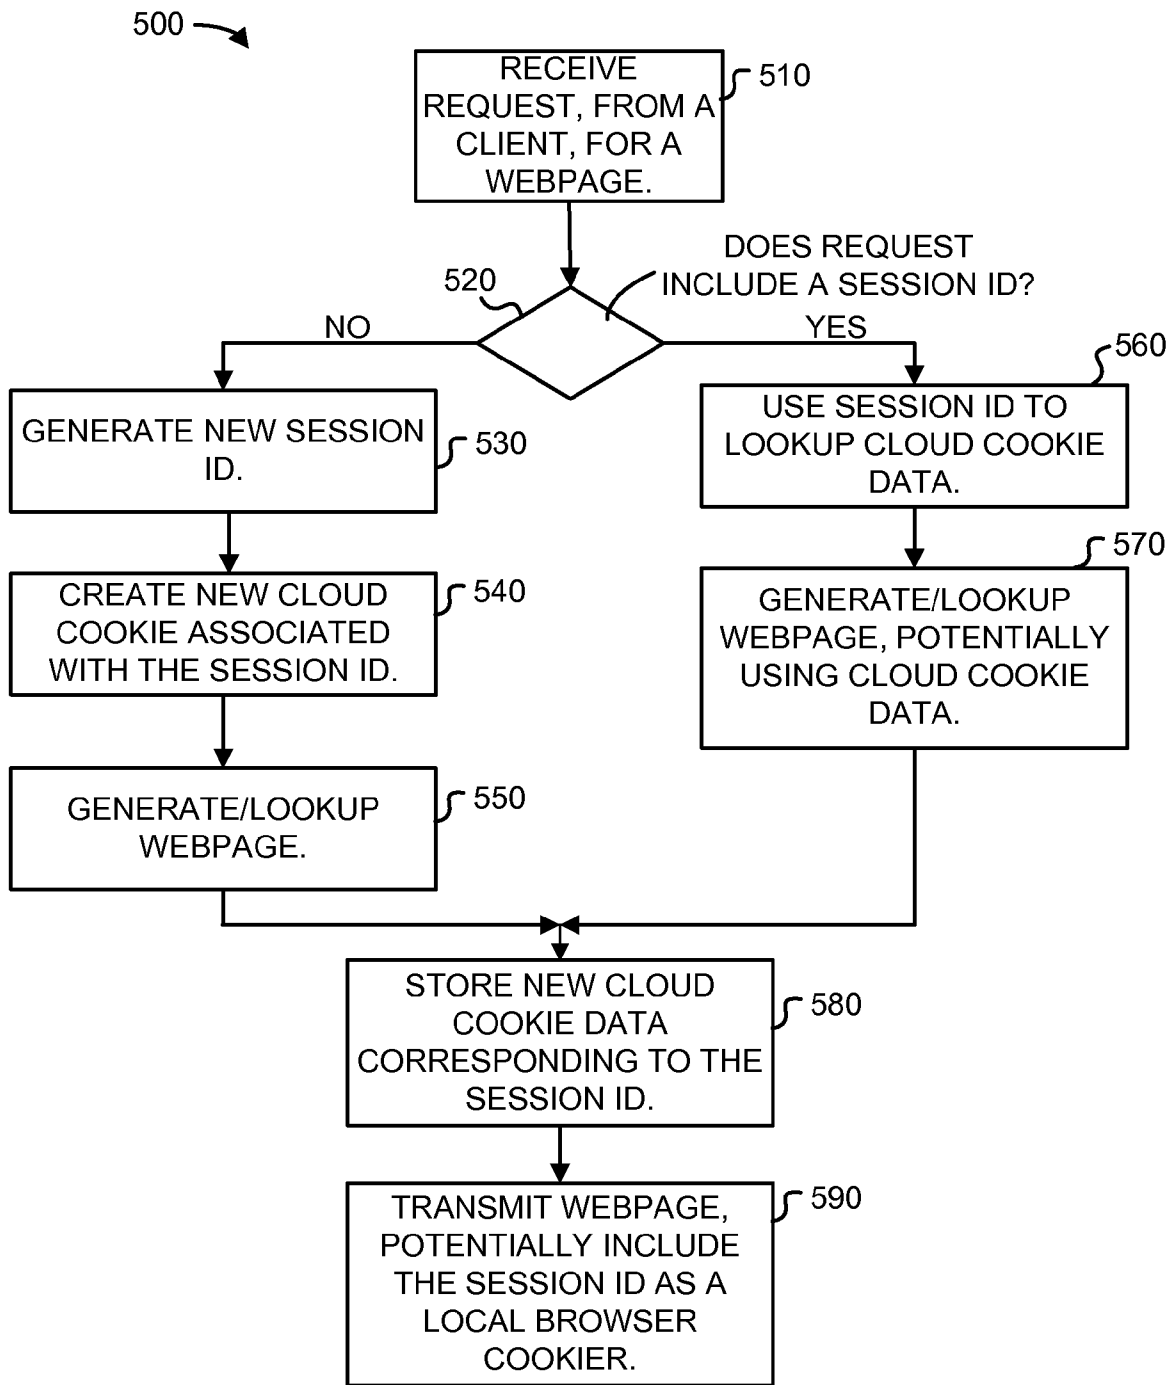 500
RECEIVE
REQUEST, FROM A
CLIENT, FOR A
WEBPAGE.
510
DOES REQUEST
INCLUDE A SESSION ID?
520
NO
YES
GENERATE NEW SESSION
ID.
530
560
USE SESSION ID TO
LOOKUP CLOUD COOKIE
DATA.
CREATE NEW CLOUD
COOKIE ASSOCIATED
WITH THE SESSION ID.
540
570
GENERATE/LOOKUP
WEBPAGE, POTENTIALLY
USING CLOUD COOKIE
DATA.
GENERATE/LOOKUP
WEBPAGE.
550
STORE NEW CLOUD
COOKIE DATA
CORRESPONDING TO THE
SESSION ID.
580
TRANSMIT WEBPAGE,
POTENTIALLY INCLUDE
THE SESSION ID AS A
LOCAL BROWSER
COOKIER.
590